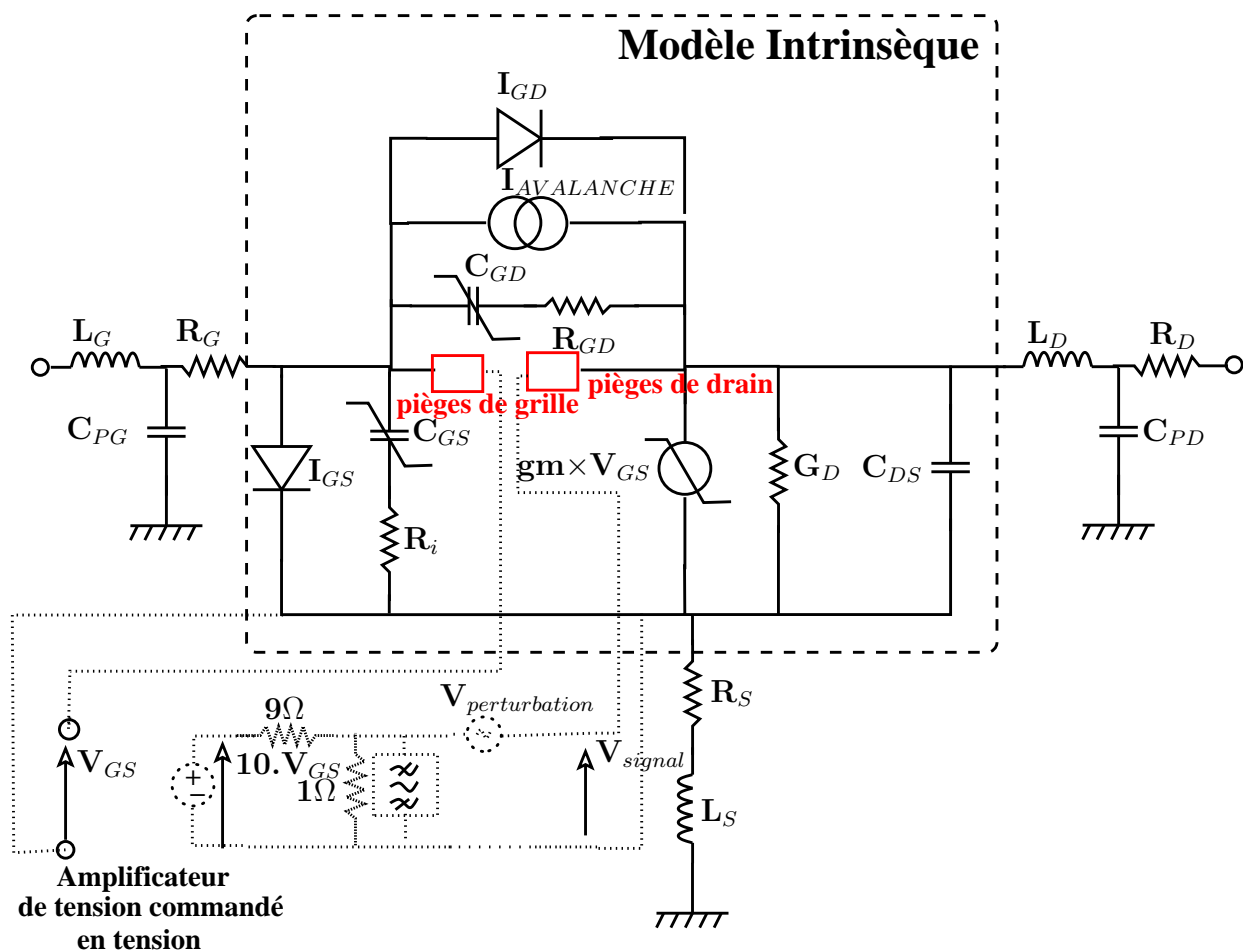 Modèle Intrinsèque
I_GD
I_AVALANCHE
C_GD
R_GD
L_G
R_G
L_D
R_D
pièges de grille
pièges de drain
C_PG
C_GS
C_PD
I_GS
gm×V_GS
G_D
C_DS
R_i
R_S
V_perturbation
9Ω
V_GS
10.V_GS
1Ω
V_signal
+
−
L_S
Amplificateur
de tension commandé
en tension